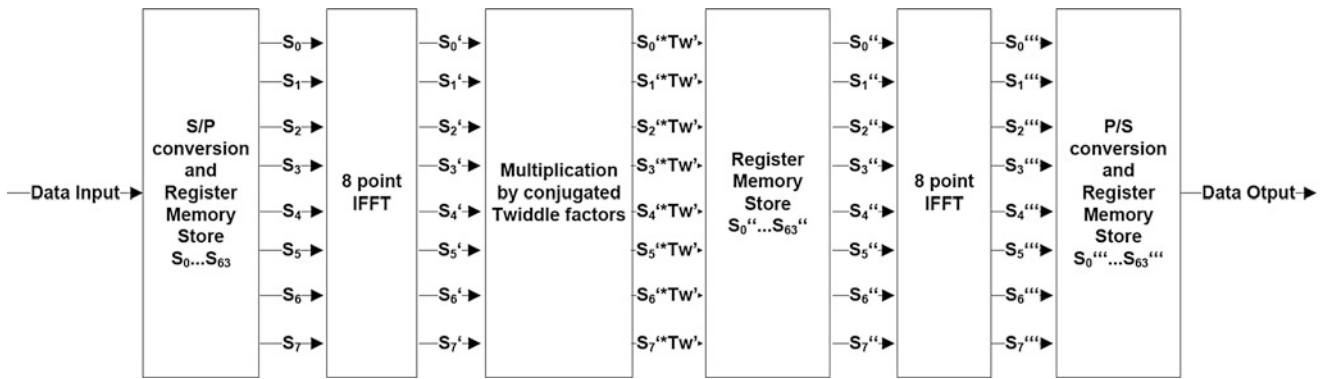 Data Input
S/P
conversion
and
Register
Memory
Store
S₀...S₆₃
S₀
S₁
S₂
S₃
S₄
S₅
S₆
S₇
8 point
IFFT
S₀‘
S₁‘
S₂‘
S₃‘
S₄‘
S₅‘
S₆‘
S₇‘
Multiplication
by conjugated
Twiddle factors
S₀‘*Tw’
S₁‘*Tw’
S₂‘*Tw’
S₃‘*Tw’
S₄‘*Tw’
S₅‘*Tw’
S₆‘*Tw’
S₇‘*Tw’
Register
Memory
Store
S₀‘‘...S₆₃‘‘
S₀‘‘
S₁‘‘
S₂‘‘
S₃‘‘
S₄‘‘
S₅‘‘
S₆‘‘
S₇‘‘
8 point
IFFT
S₀‘‘‘
S₁‘‘‘
S₂‘‘‘
S₃‘‘‘
S₄‘‘‘
S₅‘‘‘
S₆‘‘‘
S₇‘‘‘
P/S
conversion
and
Register
Memory
Store
S₀‘‘‘...S₆₃‘‘‘
Data Otput